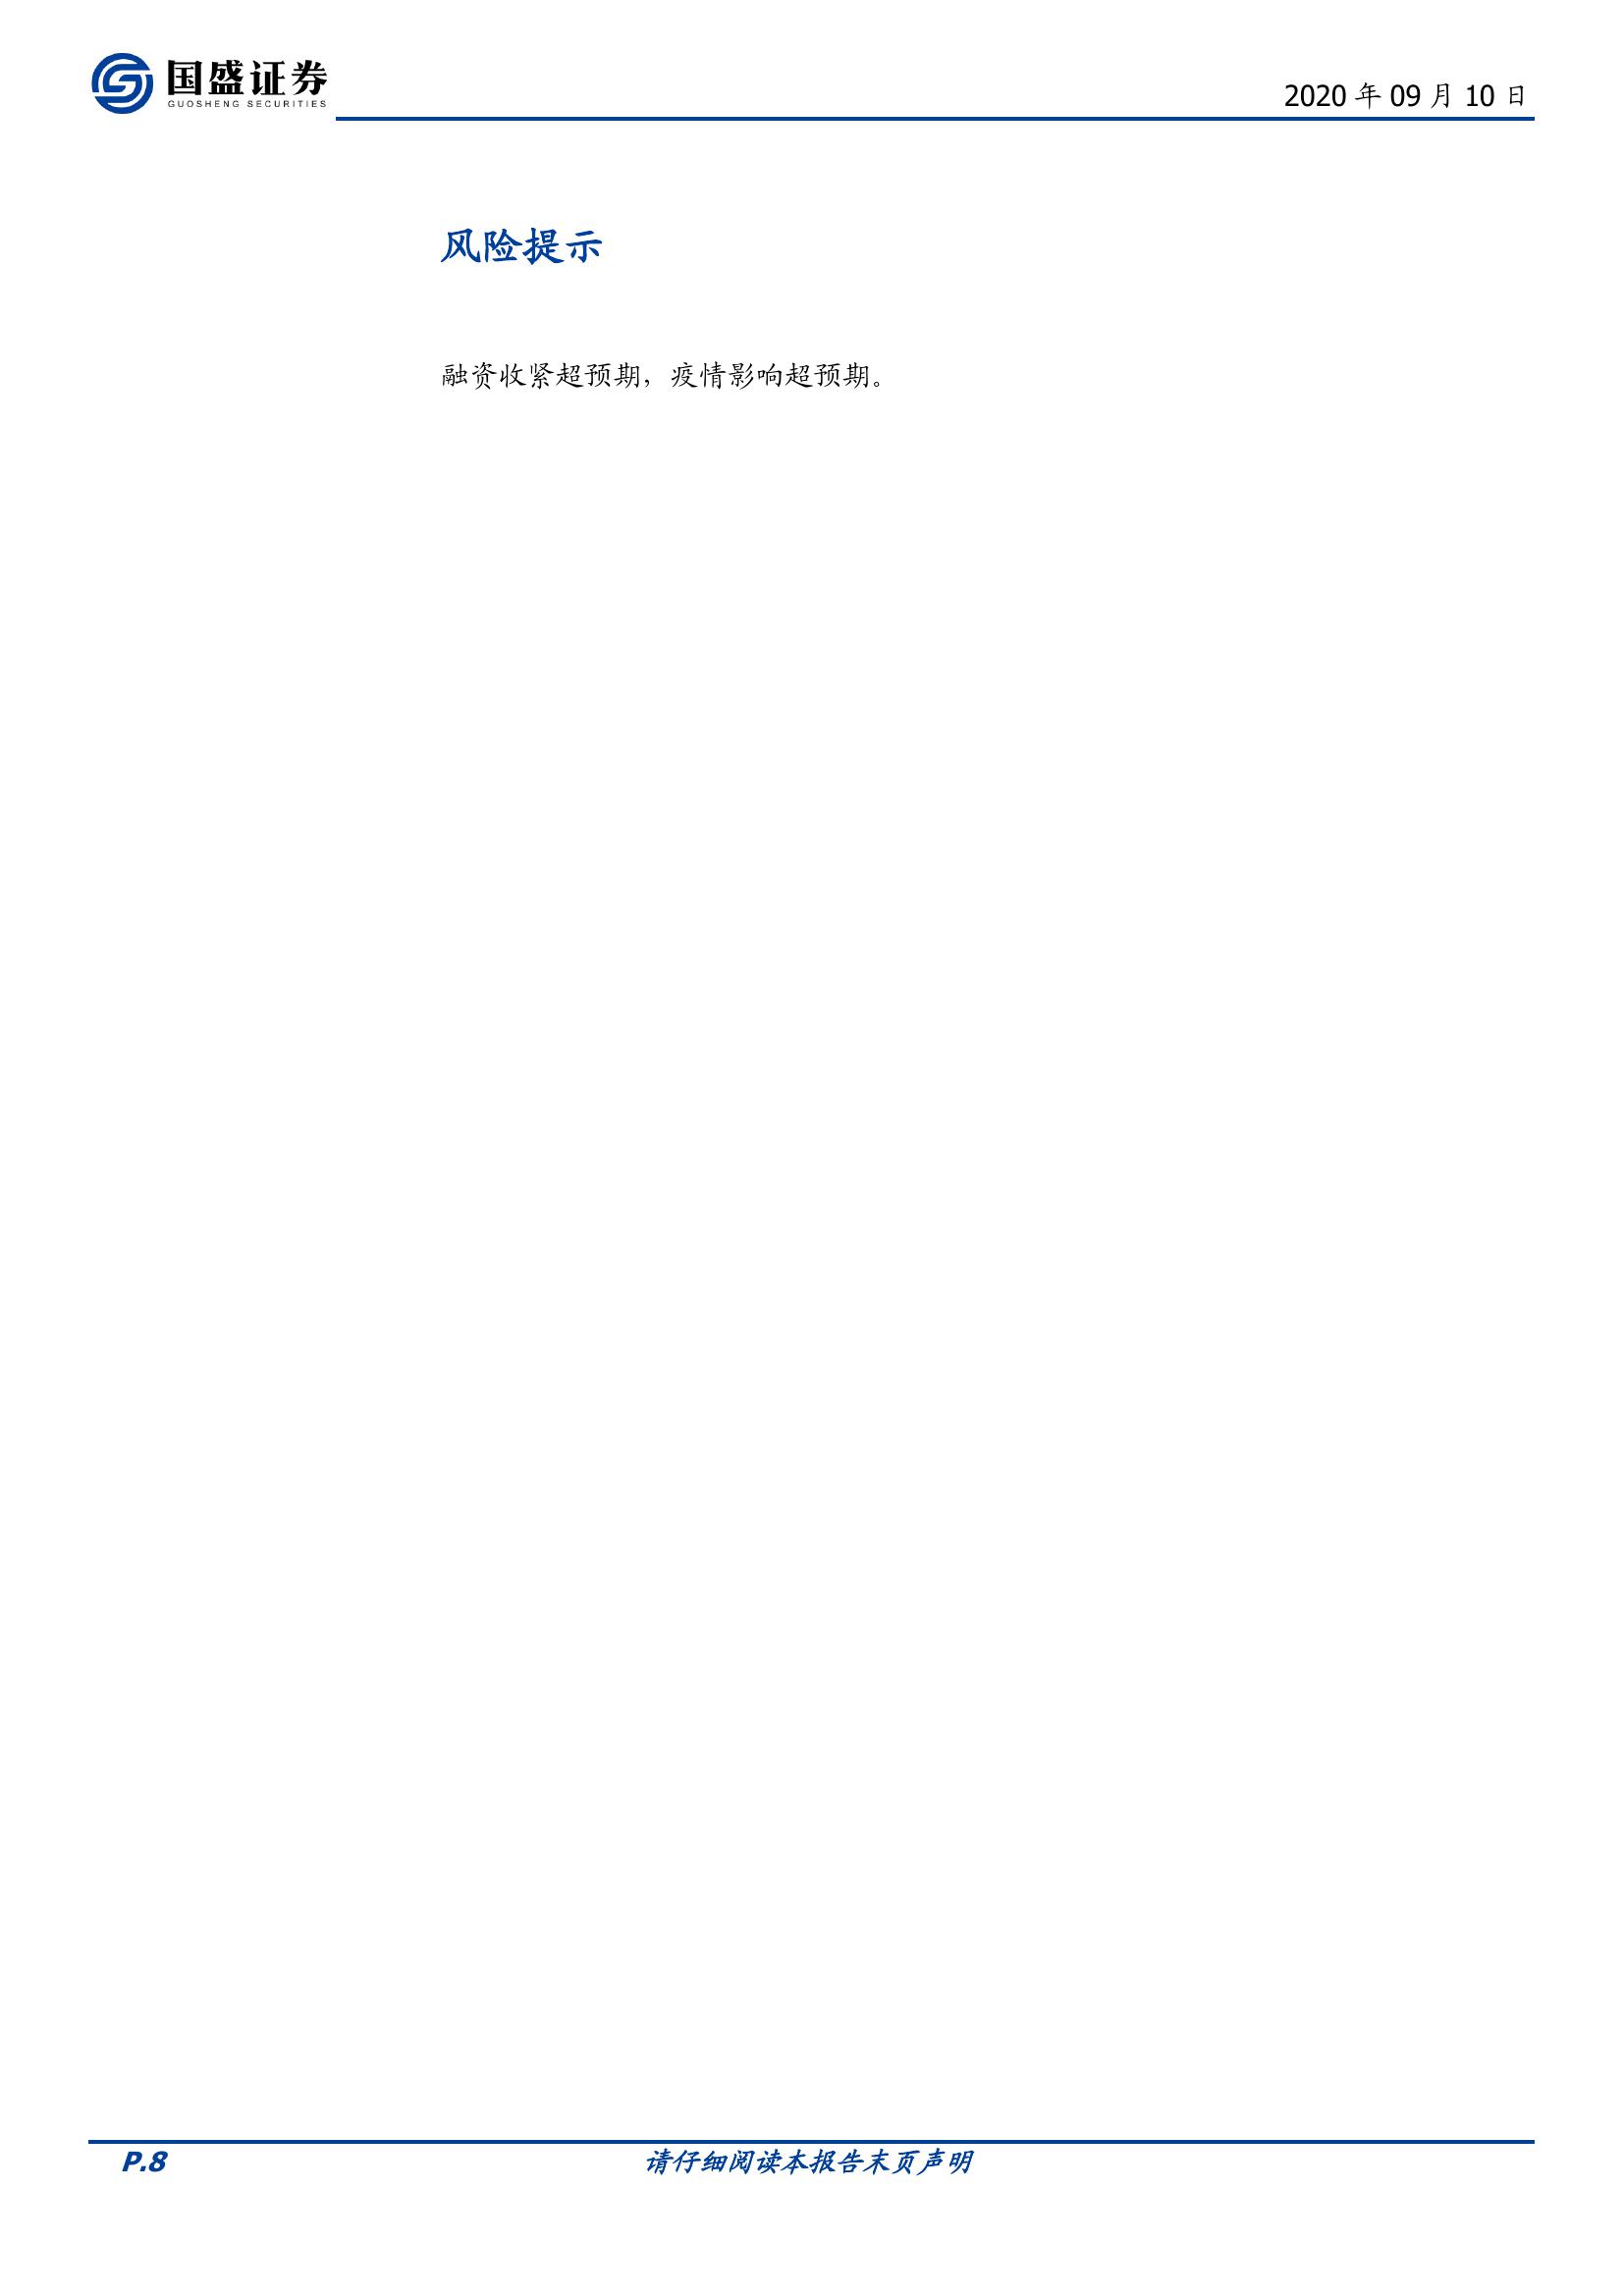 国盛证券
GUOSHENG SECURITIES
2020 年 09 月 10 日
风险提示
融资收紧超预期，疫情影响超预期。
P.8
请仔细阅读本报告末页声明